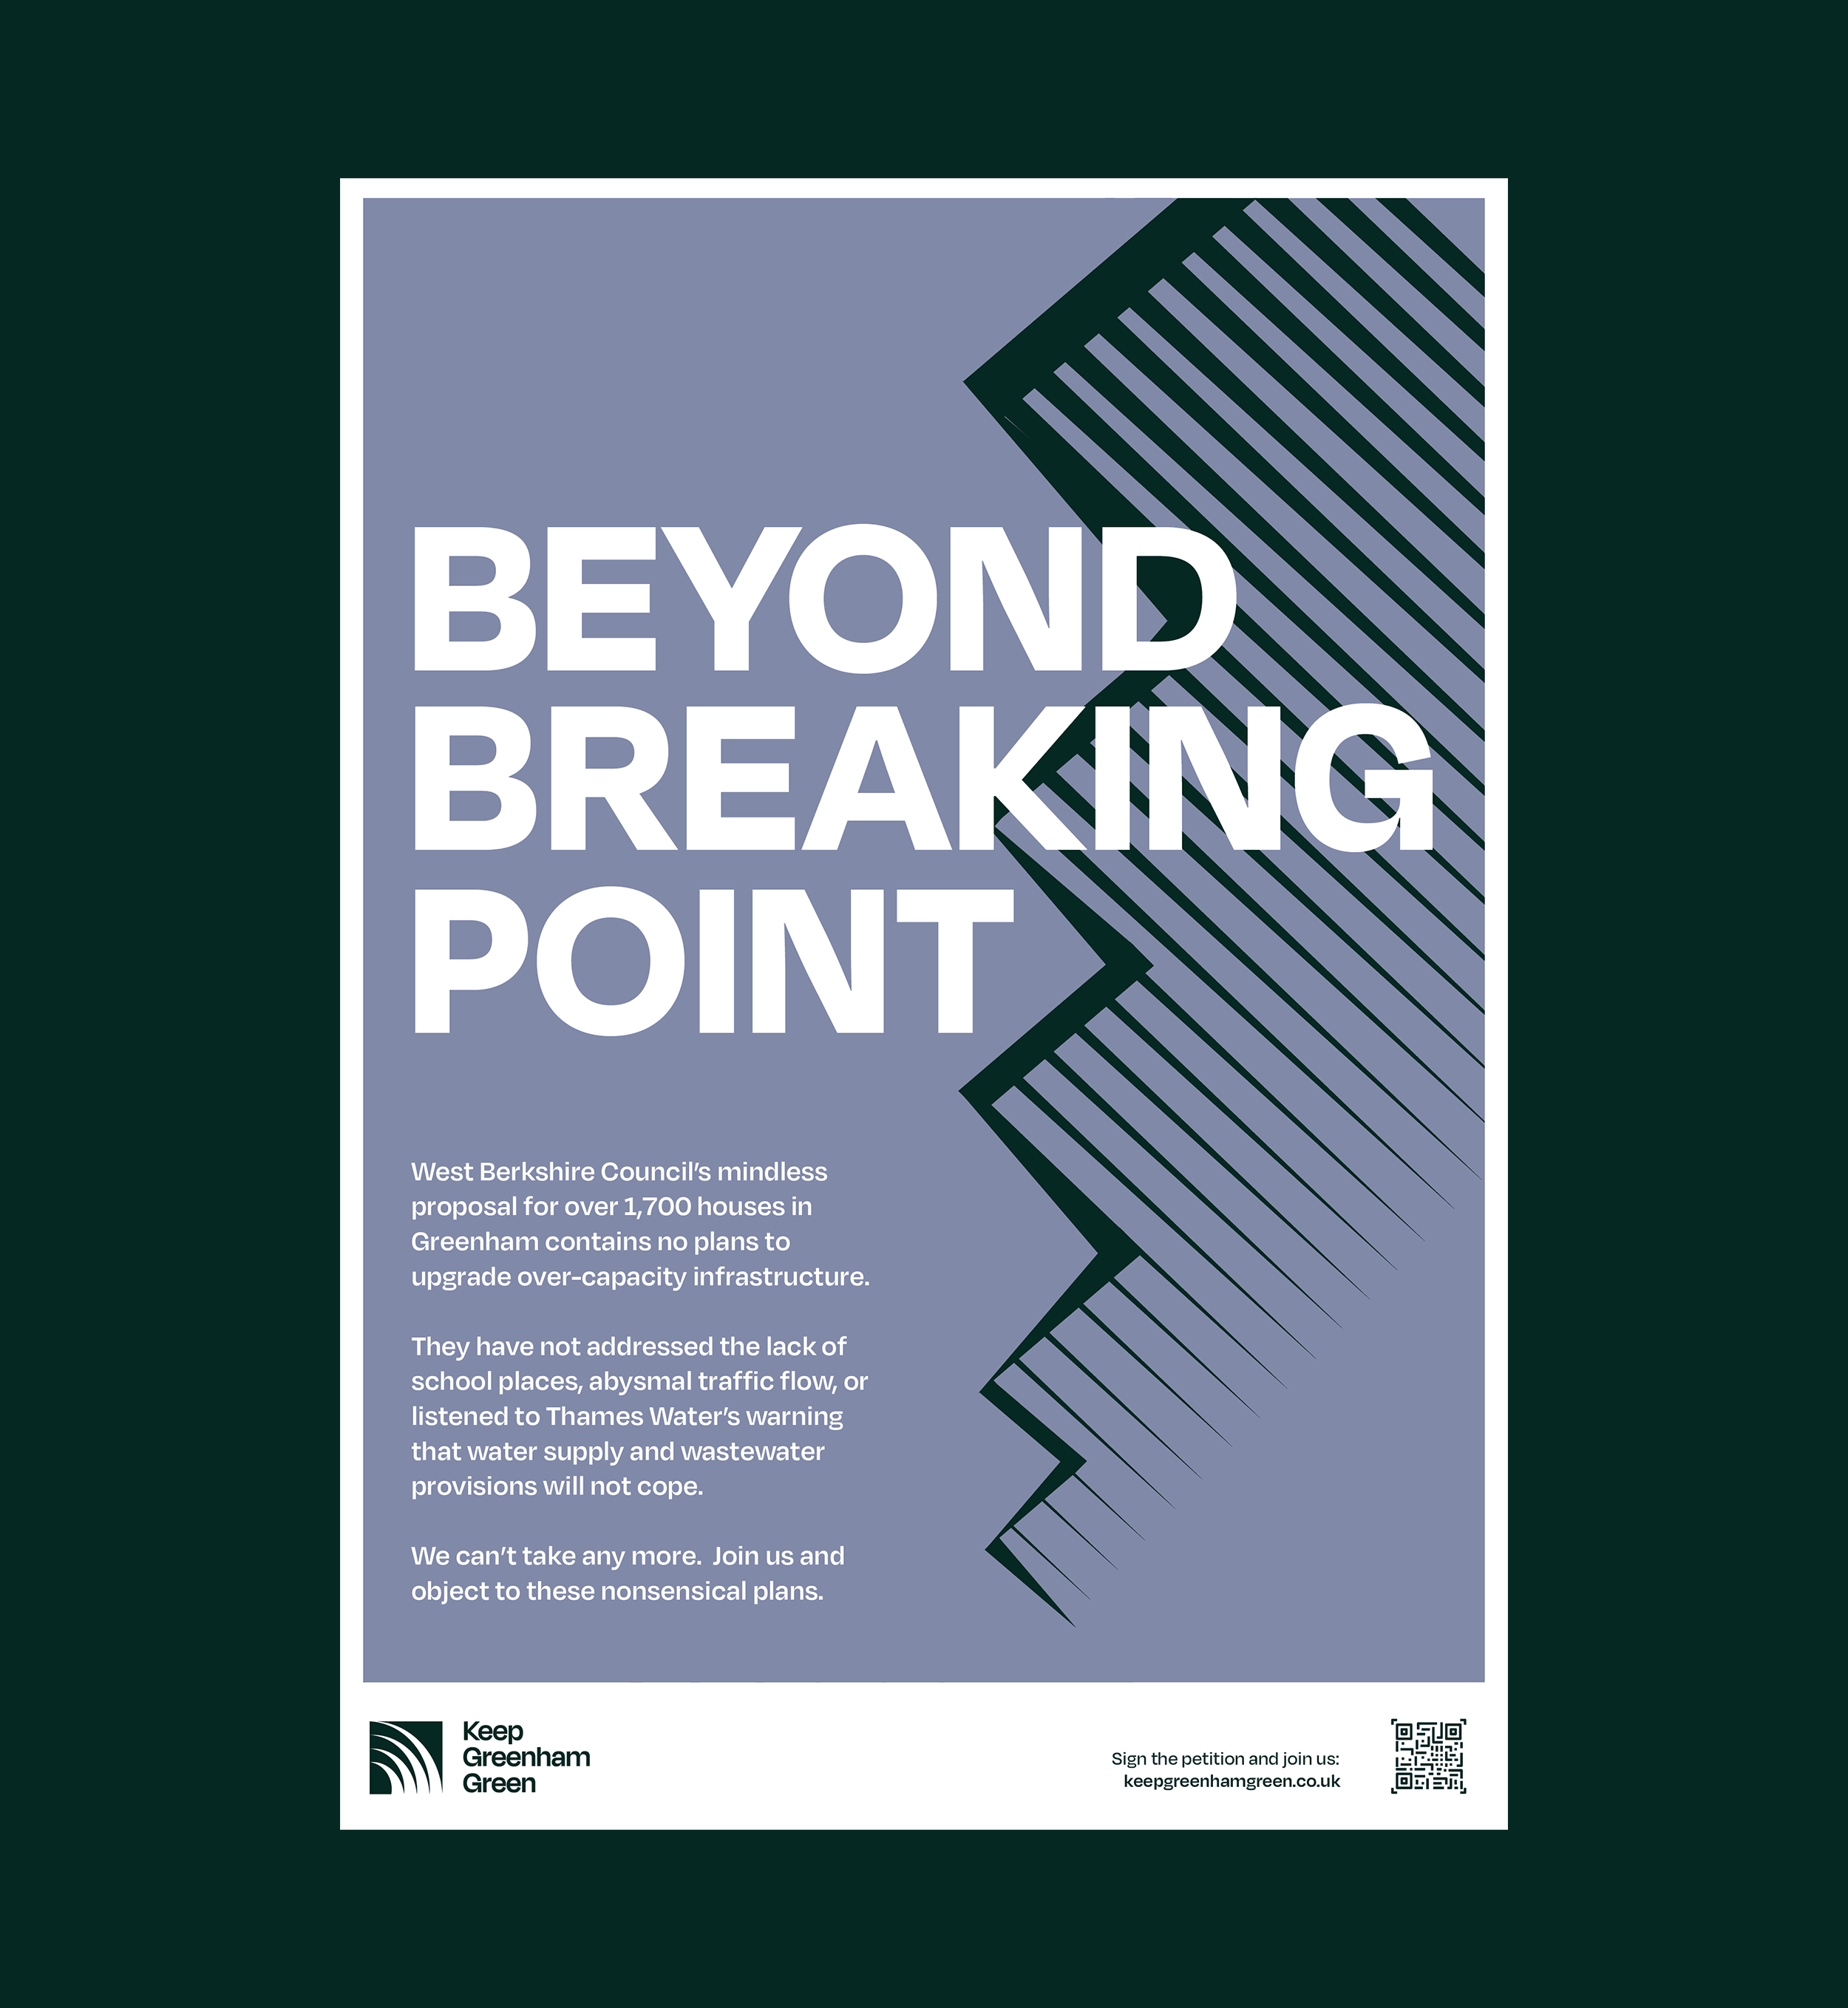 BEYOND
BREAKING
POINT
West Berkshire Council’s mindless
proposal for over 1,700 houses in
Greenham contains no plans to
upgrade over-capacity infrastructure.
They have not addressed the lack of
school places, abysmal traffic flow, or
listened to Thames Water’s warning
that water supply and wastewater
provisions will not cope.
We can’t take any more.  Join us and
object to these nonsensical plans.
Keep
Greenham
Green
Sign the petition and join us:
keepgreenhamgreen.co.uk